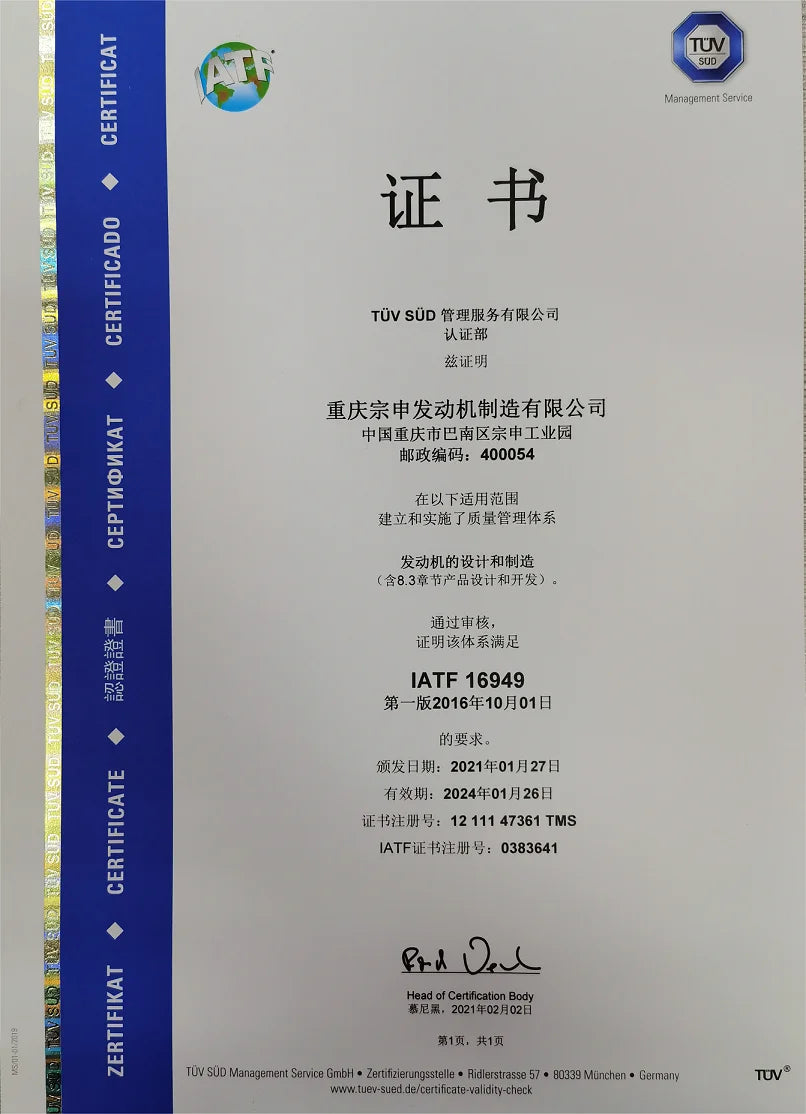 IATF
TÜV
SÜD
Management Service
证 书
TÜV SÜD 管理服务有限公司
认证部
兹证明
重庆宗申发动机制造有限公司
中国重庆市巴南区宗申工业园
邮政编码：400054
在以下适用范围
建立和实施了质量管理体系
发动机的设计和制造
（含8.3章节产品设计和开发）。
通过审核，
证明该体系满足
IATF 16949
第一版2016年10月01日
的要求。
颁发日期：2021年01月27日
有效期：2024年01月26日
证书注册号：12 111 47361 TMS
IATF证书注册号：0383641
Head of Certification Body
慕尼黑，2021年02月02日
第1页，共1页
TÜV SÜD Management Service GmbH • Zertifizierungsstelle • Ridlerstrasse 57 • 80339 München • Germany
www.tuev-sued.de/certificate-validity-check
TÜV®
ZERTIFIKAT ◆ CERTIFICATE ◆ 認證證書 ◆ СЕРТИФИКАТ ◆ CERTIFICADO ◆ CERTIFICAT